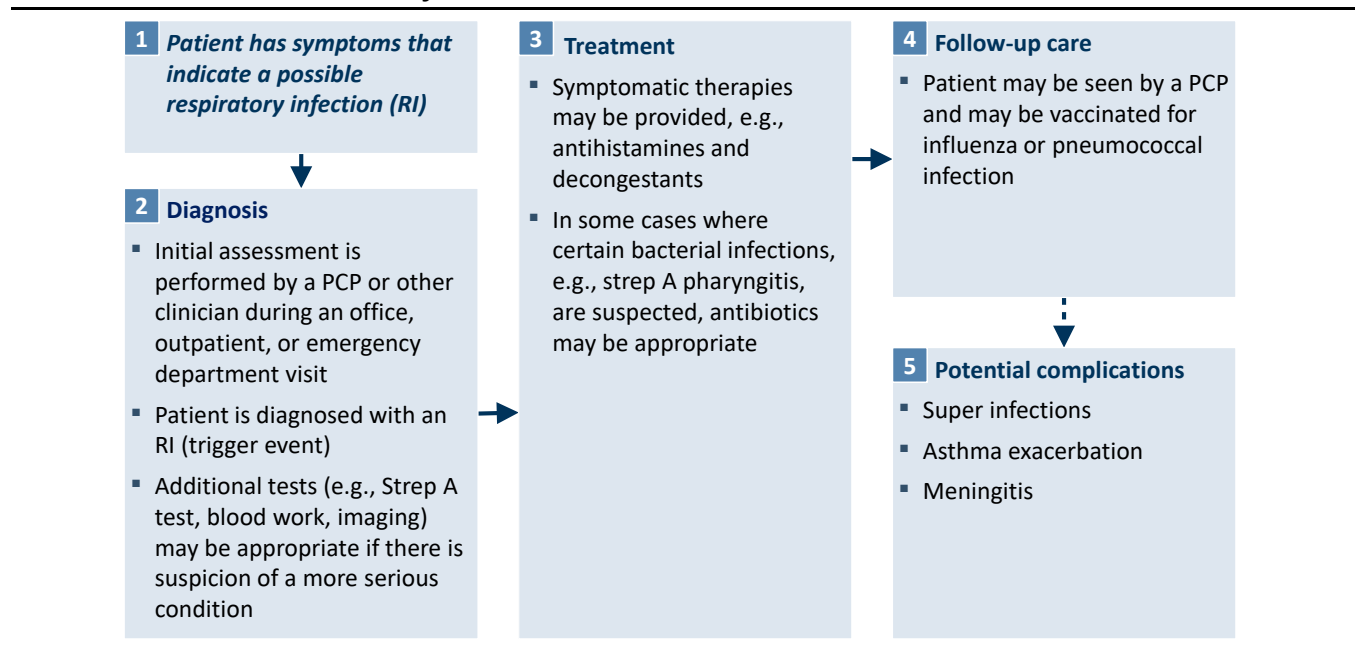 1 Patient has symptoms that
indicate a possible
respiratory infection (RI)
2 Diagnosis
▪ Initial assessment is
performed by a PCP or other
clinician during an office,
outpatient, or emergency
department visit
▪ Patient is diagnosed with an
RI (trigger event)
▪ Additional tests (e.g., Strep A
test, blood work, imaging)
may be appropriate if there is
suspicion of a more serious
condition
3 Treatment
▪ Symptomatic therapies
may be provided, e.g.,
antihistamines and
decongestants
▪ In some cases where
certain bacterial infections,
e.g., strep A pharyngitis,
are suspected, antibiotics
may be appropriate
4 Follow-up care
▪ Patient may be seen by a PCP
and may be vaccinated for
influenza or pneumococcal
infection
5 Potential complications
▪ Super infections
▪ Asthma exacerbation
▪ Meningitis